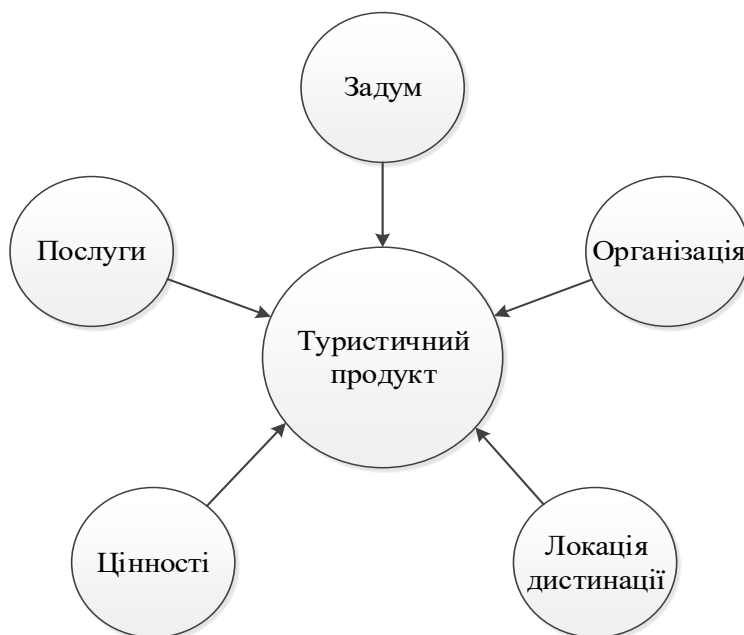 Задум
Послуги
Організація
Туристичний
продукт
Цінності
Локація
дистинації